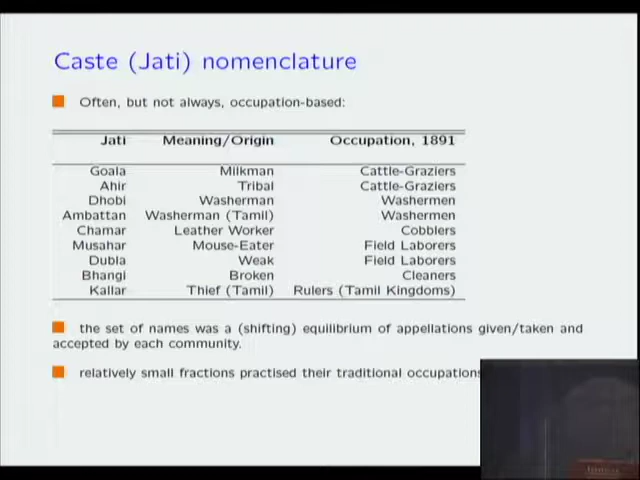 Caste (Jati) nomenclature
Often, but not always, occupation-based:
Jati Meaning/Origin Occupation, 1891
Goala Milkman Cattle-Graziers
Ahir Tribal Cattle-Graziers
Dhobi Washerman Washermen
Ambattan Washerman (Tamil) Washermen
Chamar Leather Worker Cobblers
Musahar Mouse-Eater Field Laborers
Dubla Weak Field Laborers
Bhangi Broken Cleaners
Kallar Thief (Tamil) Rulers (Tamil Kingdoms)
the set of names was a (shifting) equilibrium of appellations given/taken and
accepted by each community.
relatively small fractions practised their traditional occupations